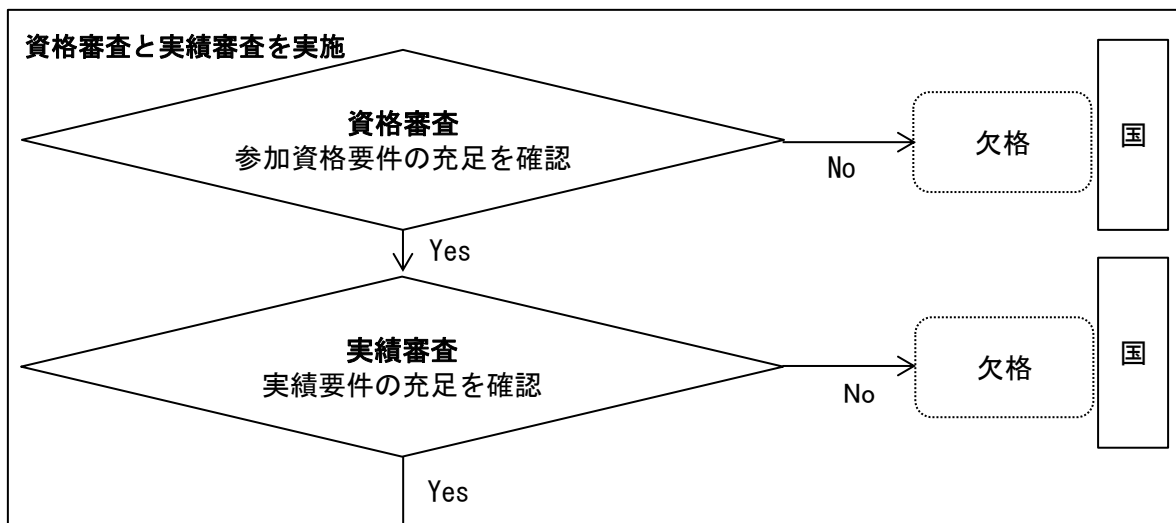 資格審査と実績審査を実施
資格審査
参加資格要件の充足を確認
No
欠格
国
Yes
実績審査
実績要件の充足を確認
No
欠格
国
Yes